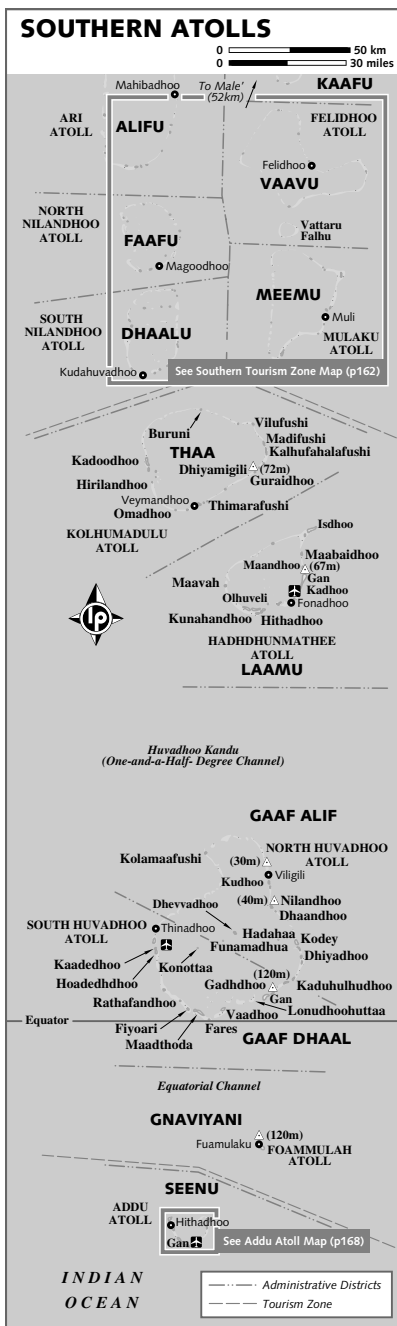 SOUTHERN ATOLLS
0 50 km
0 30 miles
KAAFU
Mahibadhoo
To Male'
(52km)
ARI
ATOLL
ALIFU
FELIDHOO
ATOLL
Felidhoo
VAAVU
NORTH
NILANDHOO
ATOLL
Vattaru
Falhu
FAAFU
Magoodhoo
MEEMU
SOUTH
NILANDHOO
ATOLL
DHAALU
Muli
MULAKU
ATOLL
Kudahuvadhoo
See Southern Tourism Zone Map (p162)
Buruni
Vilufushi
Madifushi
Kalhufahalafushi
THAA
Kadoodhoo
Dhiyamigili
(72m)
Guraidhoo
Hirilandhoo
Veymandhoo
Omadhoo
Thimarafushi
KOLHUMADULU
ATOLL
Isdhoo
Maabaidhoo
Maandhoo
(67m)
Gan
Maavah
Kadhoo
Olhuveli
Fonadhoo
Kunahandhoo
Hithadhoo
lp
HADHDHUNMATHEE
ATOLL
LAAMU
Huvadhoo Kandu
(One-and-a-Half- Degree Channel)
GAAF ALIF
Kolamaafushi
NORTH HUVADHOO
ATOLL
(30m)
Viligili
Kudhoo
(40m)
Nilandhoo
Dhaandhoo
Dhevvadhoo
SOUTH HUVADHOO
ATOLL
Thinadhoo
Hadahaa
Kodey
Funamadhua
Dhiyadhoo
Kaadedhoo
Konottaa
Hoadedhdhoo
(120m)
Gadhdhoo
Kaduhulhudhoo
Gan
Rathafandhoo
Lonudhoohuttaa
Vaadhoo
Equator
Fiyoari
Fares
Maadthoda
GAAF DHAAL
Equatorial Channel
GNAVIYANI
(120m)
Fuamulaku
FOAMMULAH
ATOLL
SEENU
ADDU
ATOLL
Hithadhoo
Gan
See Addu Atoll Map (p168)
INDIAN
OCEAN
Administrative Districts
Tourism Zone